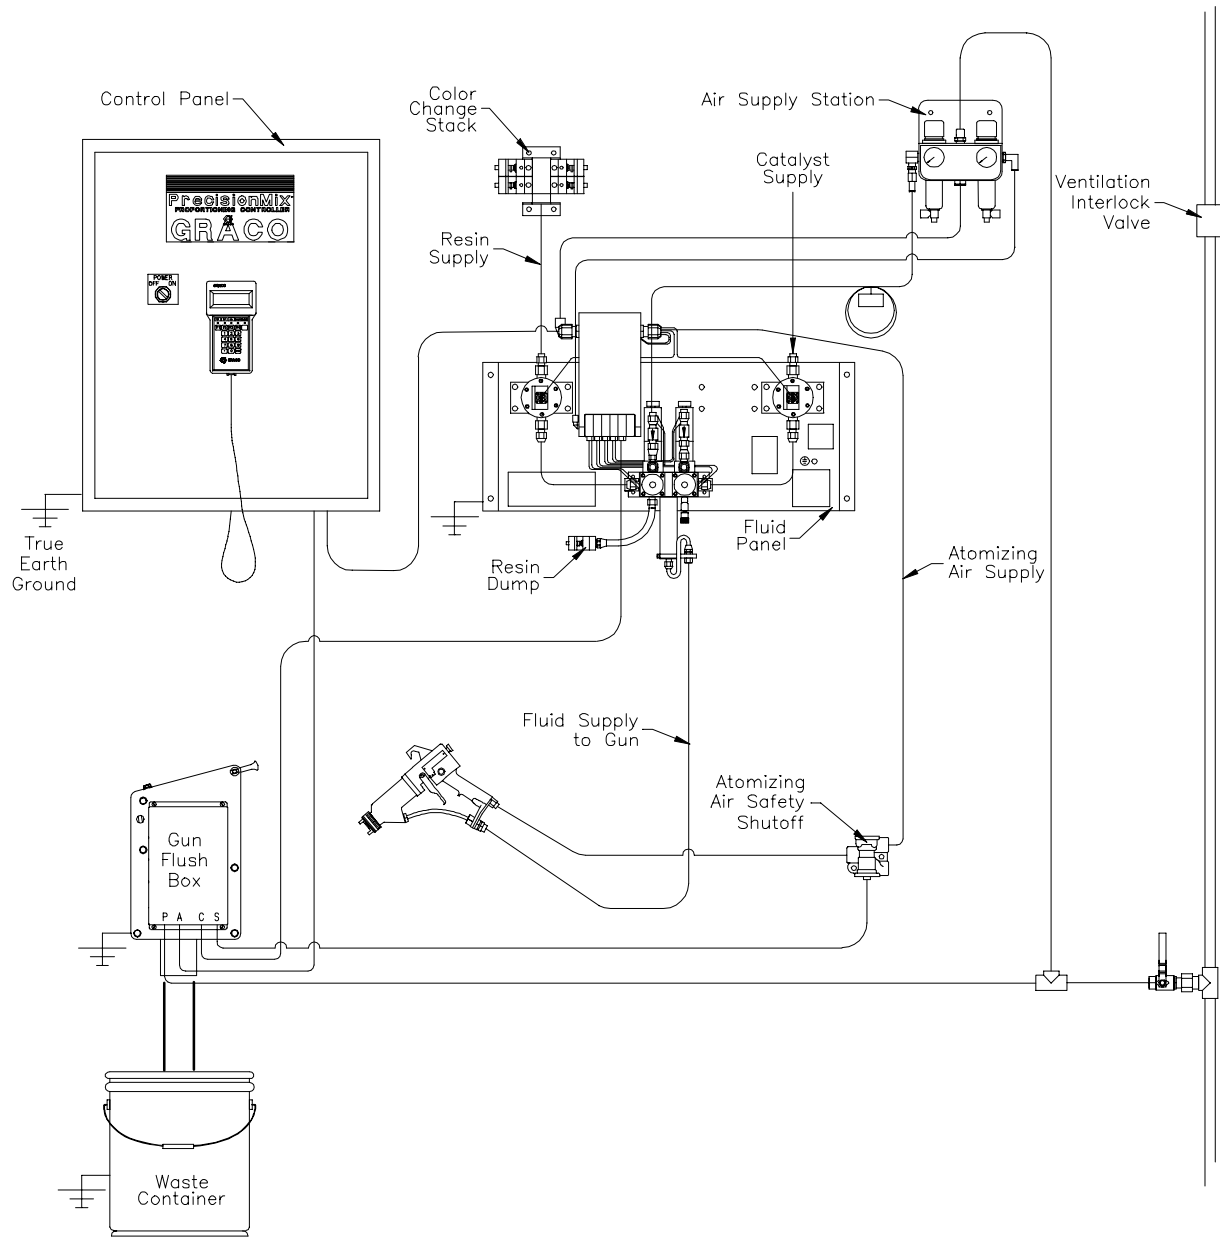 Control Panel
Color
Change
Stack
Air Supply Station
Catalyst
Supply
Ventilation
Interlock
Valve
PrecisionMix
PROPORTIONING CONTROLLER
GRACO
Resin
Supply
POWER
OFF ON
GRACO
True
Earth
Ground
Fluid
Panel
Resin
Dump
Atomizing
Air Supply
Fluid Supply
to Gun
Atomizing
Air Safety
Shutoff
Gun
Flush
Box
P A C S
Waste
Container